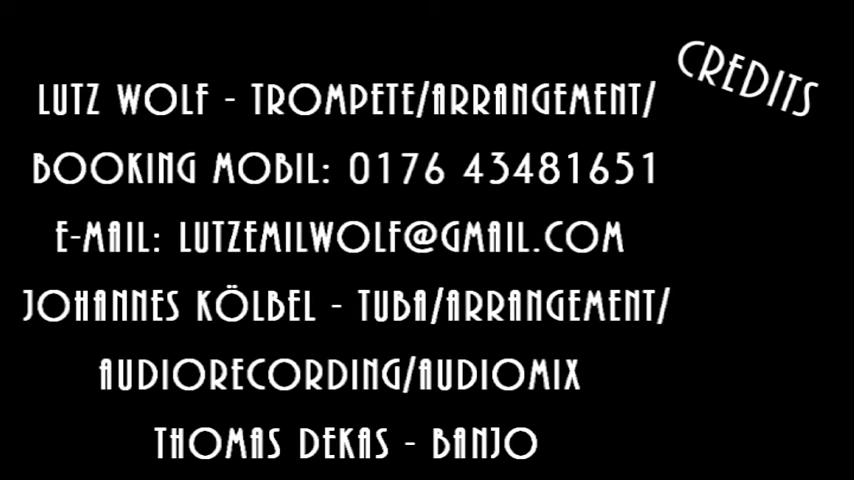 CREDITS
LUTZ WOLF - TROMPETE/ARRANGEMENT/
BOOKING MOBIL: 0176 43481651
E-MAIL: LUTZEMILWOLF@GMAIL.COM
JOHANNES KÖLBEL - TUBA/ARRANGEMENT/
AUDIORECORDING/AUDIOMIX
THOMAS DEKAS - BANJO